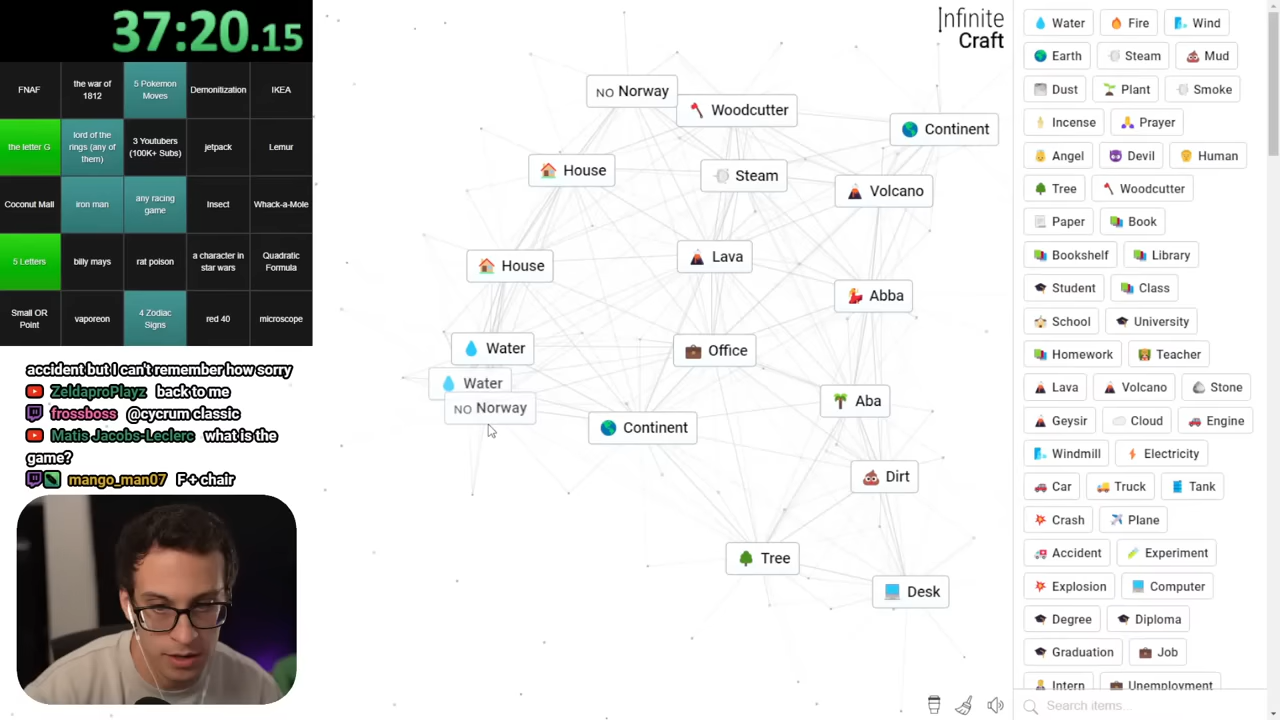 37:20.15
FNAF
the war of
1812
5 Pokemon
Moves
Demonitization
IKEA
the letter G
lord of the
rings (any of
them)
3 Youtubers
(100K+ Subs)
jetpack
Lemur
Coconut Mall
iron man
any racing
game
Insect
Whack-a-Mole
5 Letters
billy mays
rat poison
a character in
star wars
Quadratic
Formula
Small OR
Point
vaporeon
4 Zodiac
Signs
red 40
microscope
accident but I can't remember how sorry
ZeldaproPlayz back to me
frossboss @cycrum classic
Matis Jacobs-Leclerc what is the
game?
mango_man07 F + chair
Infinite
Craft
NO Norway
Woodcutter
Continent
House
Steam
Volcano
House
Lava
Abba
Water
Office
Water
NO Norway
Continent
Aba
Dirt
Tree
Desk
Water Fire Wind
Earth Steam Mud
Dust Plant Smoke
Incense Prayer
Angel Devil Human
Tree Woodcutter
Paper Book
Bookshelf Library
Student Class
School University
Homework Teacher
Lava Volcano Stone
Geysir Cloud Engine
Windmill Electricity
Car Truck Tank
Crash Plane
Accident Experiment
Explosion Computer
Degree Diploma
Graduation Job
Intern Unemployment
Search items...